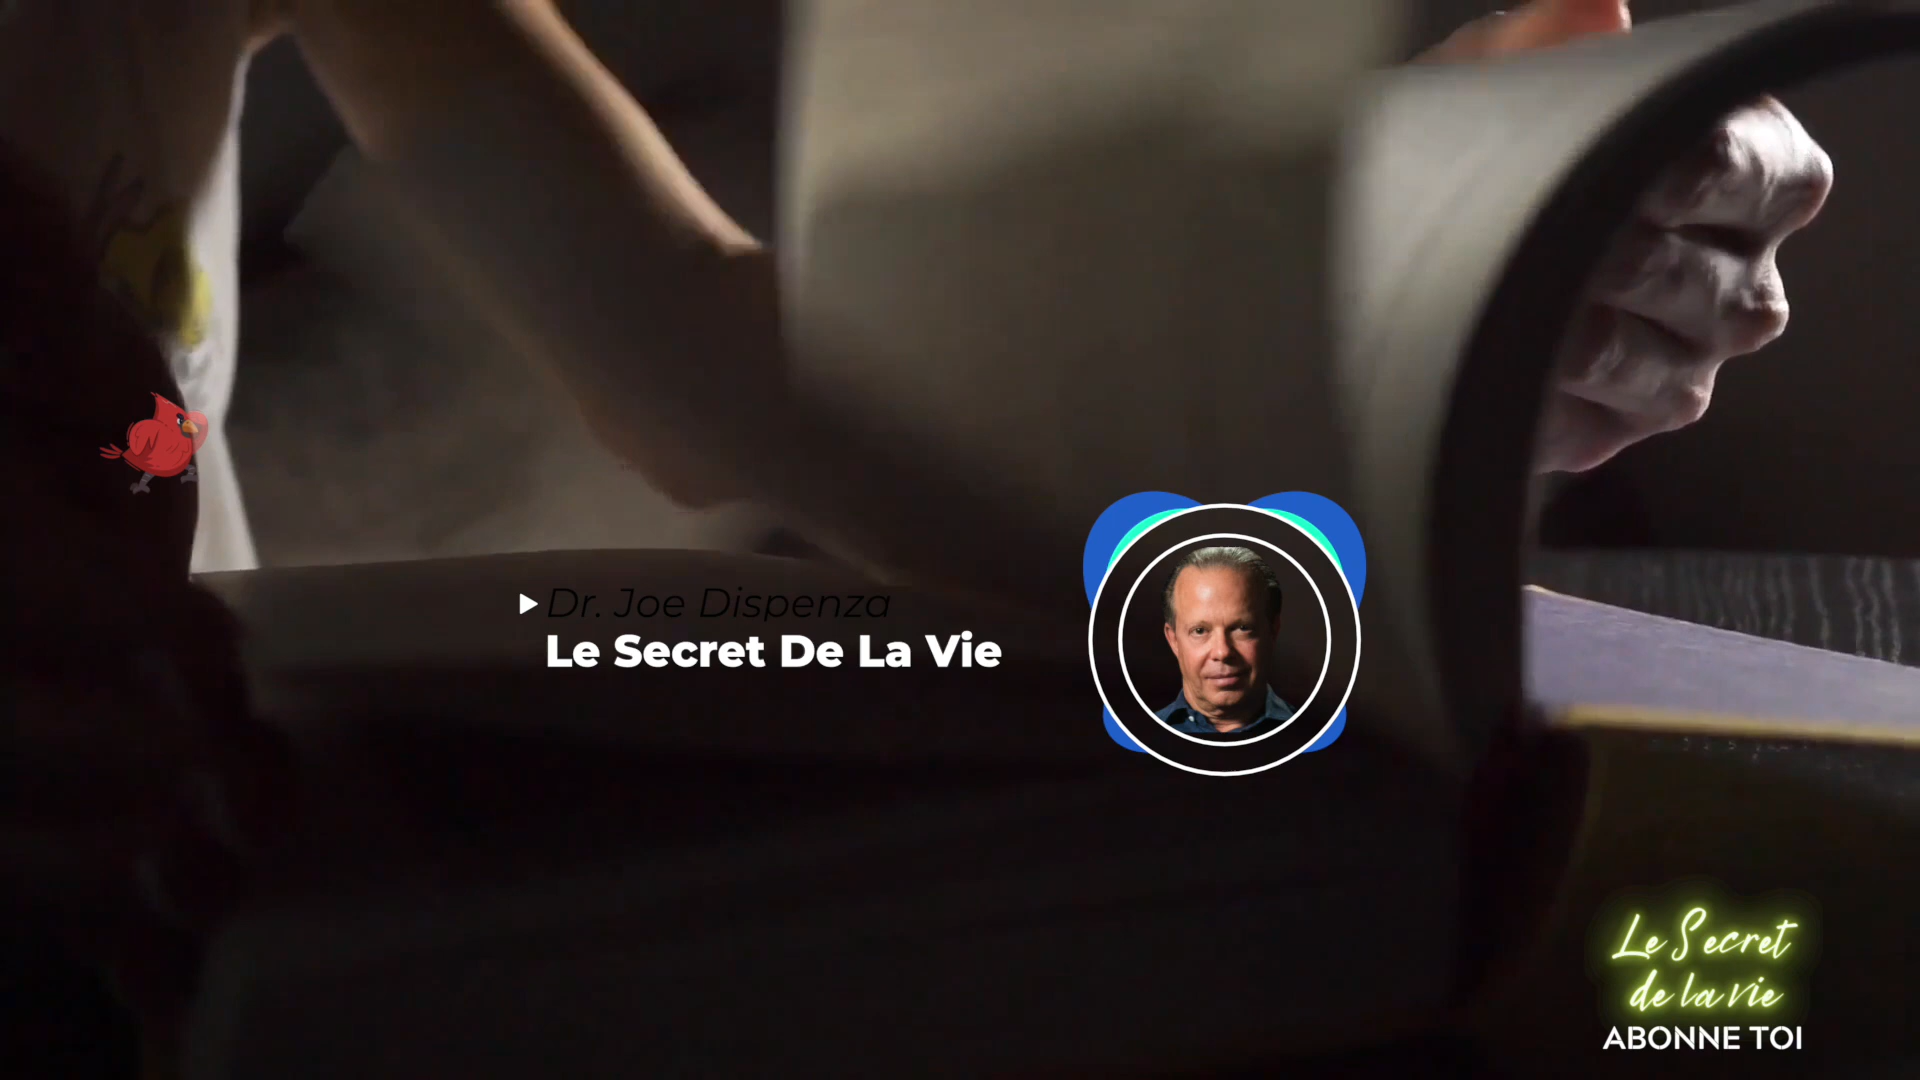 Dr. Joe Dispenza
Le Secret De La Vie
Le Secret
de la vie
ABONNE TOI